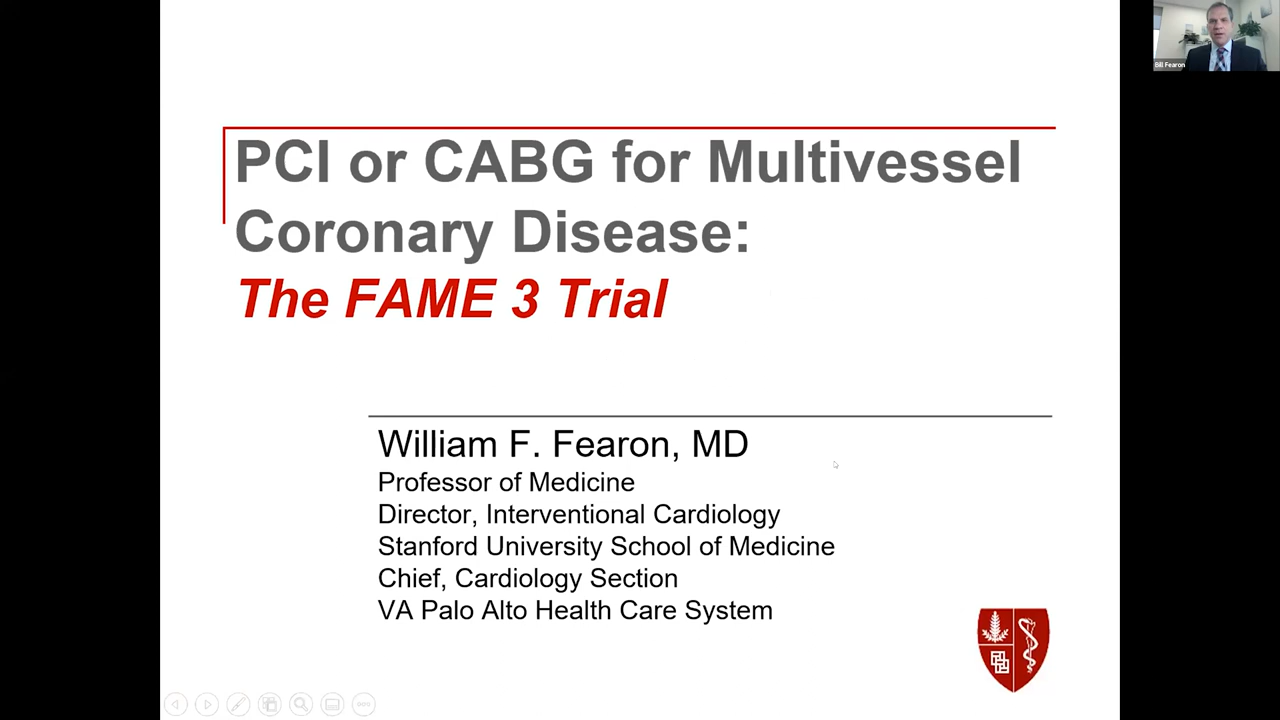 Bill Fearon
PCI or CABG for Multivessel
Coronary Disease:
The FAME 3 Trial
William F. Fearon, MD
Professor of Medicine
Director, Interventional Cardiology
Stanford University School of Medicine
Chief, Cardiology Section
VA Palo Alto Health Care System